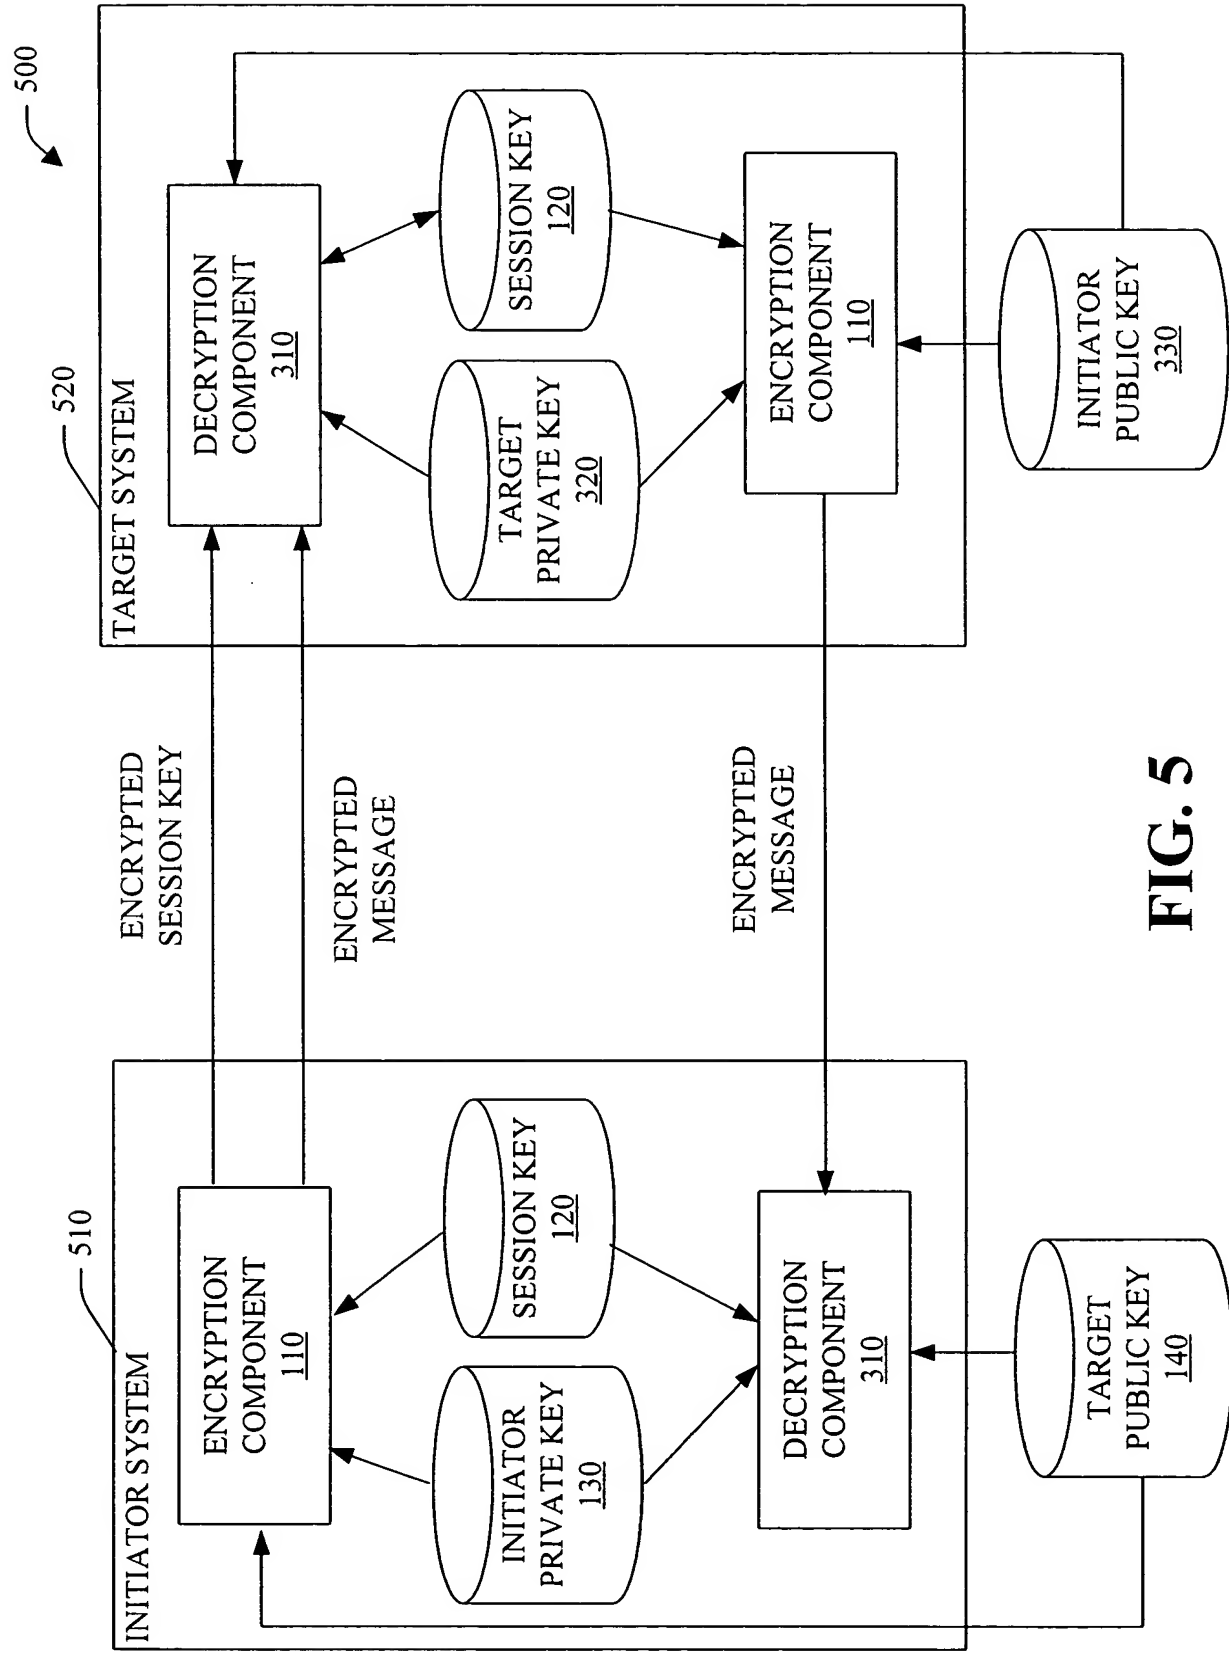 500
INITIATOR SYSTEM
510
ENCRYPTION
COMPONENT
110
INITIATOR
PRIVATE KEY
130
SESSION KEY
120
DECRYPTION
COMPONENT
310
TARGET
PUBLIC KEY
140
ENCRYPTED
SESSION KEY
ENCRYPTED
MESSAGE
ENCRYPTED
MESSAGE
TARGET SYSTEM
520
DECRYPTION
COMPONENT
310
TARGET
PRIVATE KEY
320
SESSION KEY
120
ENCRYPTION
COMPONENT
110
INITIATOR
PUBLIC KEY
330
FIG. 5